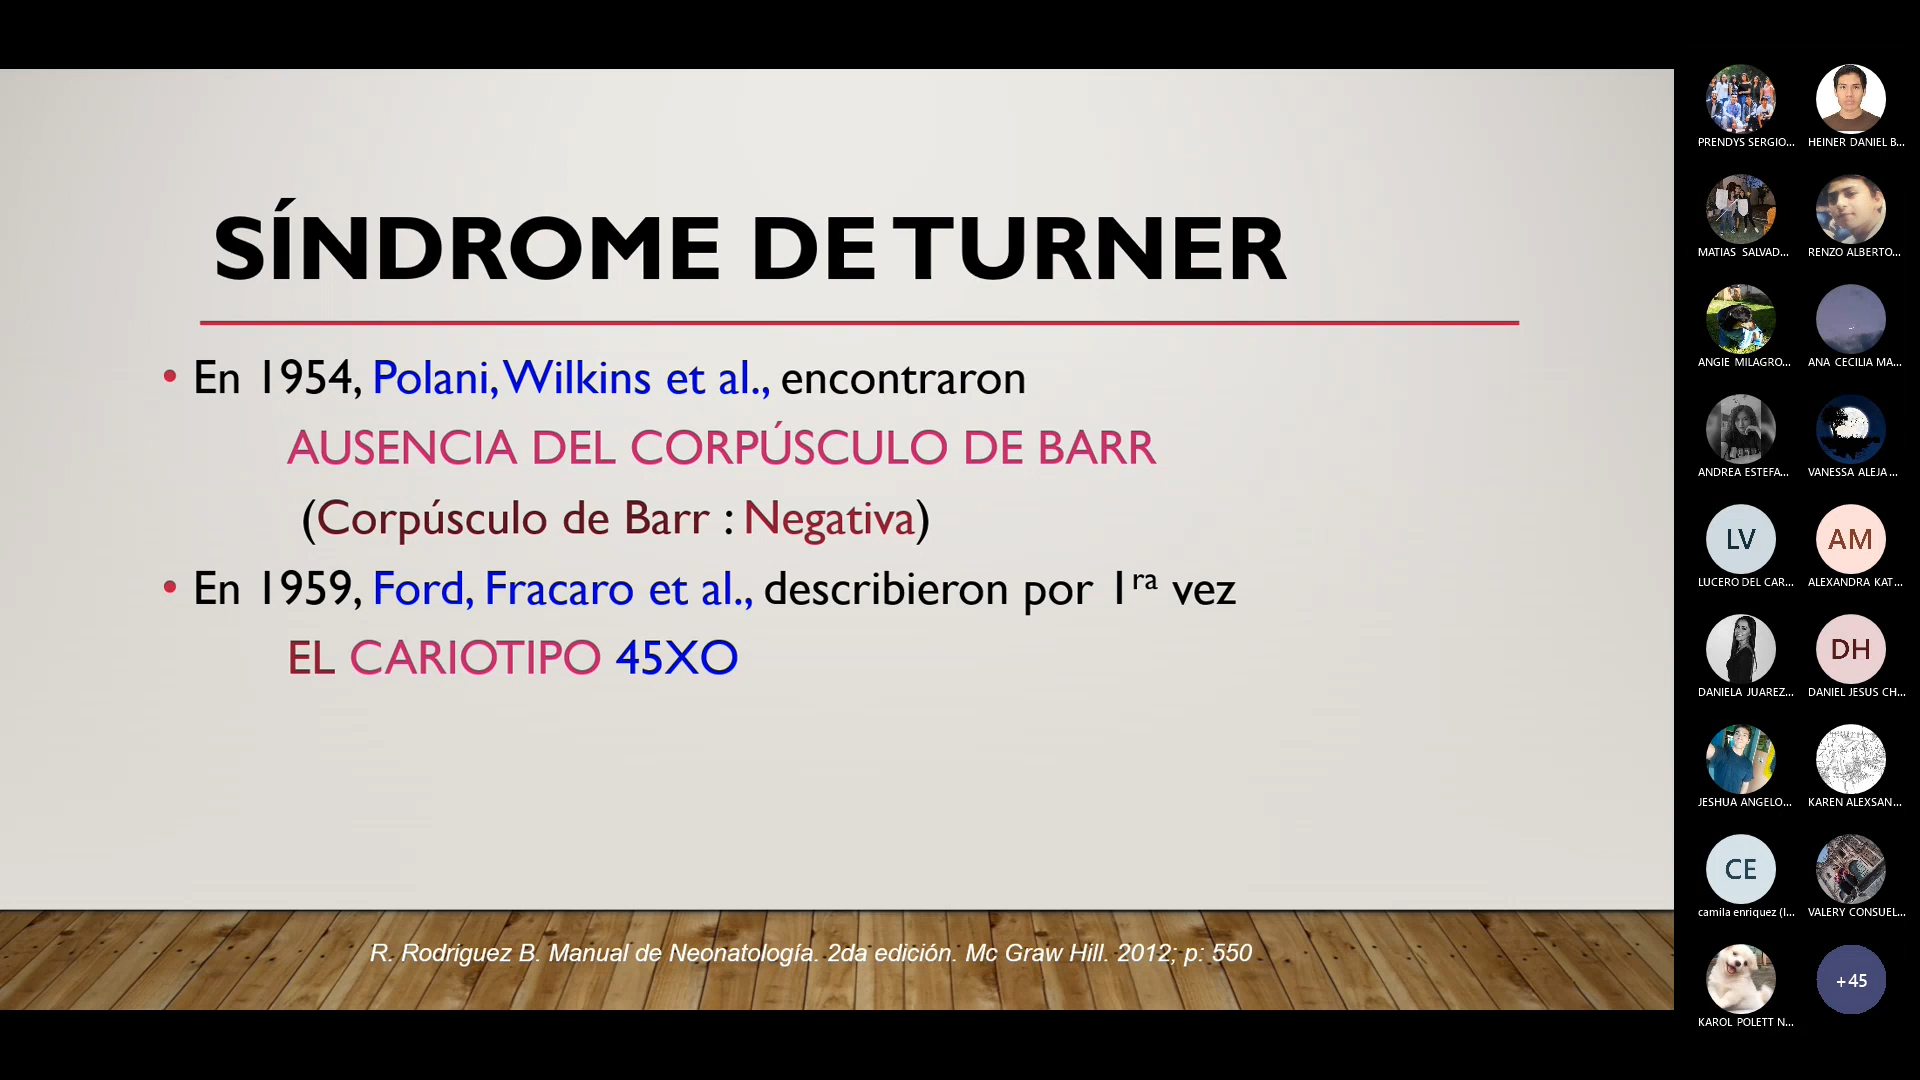 SÍNDROME DE TURNER
• En 1954, Polani, Wilkins et al., encontraron
AUSENCIA DEL CORPÚSCULO DE BARR
(Corpúsculo de Barr : Negativa)
• En 1959, Ford, Fracaro et al., describieron por 1ra vez
EL CARIOTIPO 45XO
R. Rodriguez B. Manual de Neonatología. 2da edición. Mc Graw Hill. 2012; p: 550
PRENDYS SERGIO...
HEINER DANIEL B...
MATIAS SALVAD...
RENZO ALBERTO...
ANGIE MILAGRO...
ANA CECILIA MA...
ANDREA ESTEFA...
VANESSA ALEJA...
LV
AM
LUCERO DEL CAR...
ALEXANDRA KAT...
DH
DANIELA JUAREZ...
DANIEL JESUS CH...
JESHUA ANGELO...
KAREN ALEXSAN...
CE
camila enriquez (I...
VALERY CONSUEL...
+45
KAROL POLETT N...